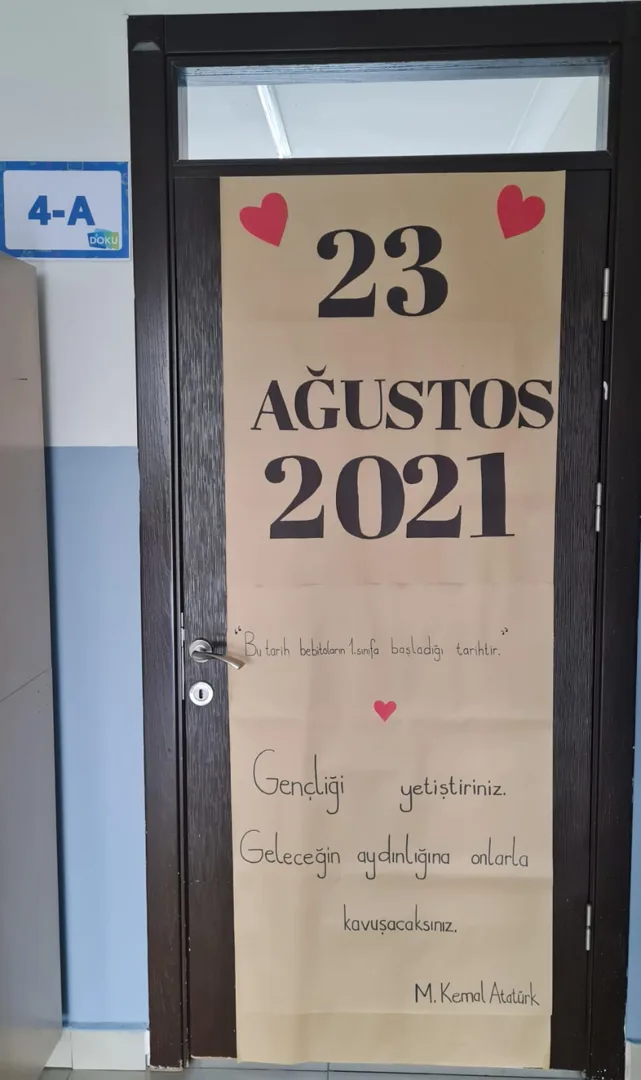 4-A
DOKU
23
AĞUSTOS
2021
"Bu tarih bebitoların 1.sınıfa başladığı tarihtir."
Gençliği yetiştiriniz.
Geleceğin aydınlığına onlarla
kavuşacaksınız.
M. Kemal Atatürk